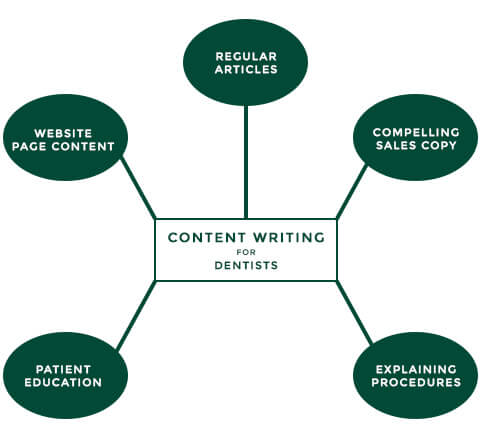 REGULAR
ARTICLES
WEBSITE
PAGE CONTENT
COMPELLING
SALES COPY
CONTENT WRITING
FOR
DENTISTS
PATIENT
EDUCATION
EXPLAINING
PROCEDURES